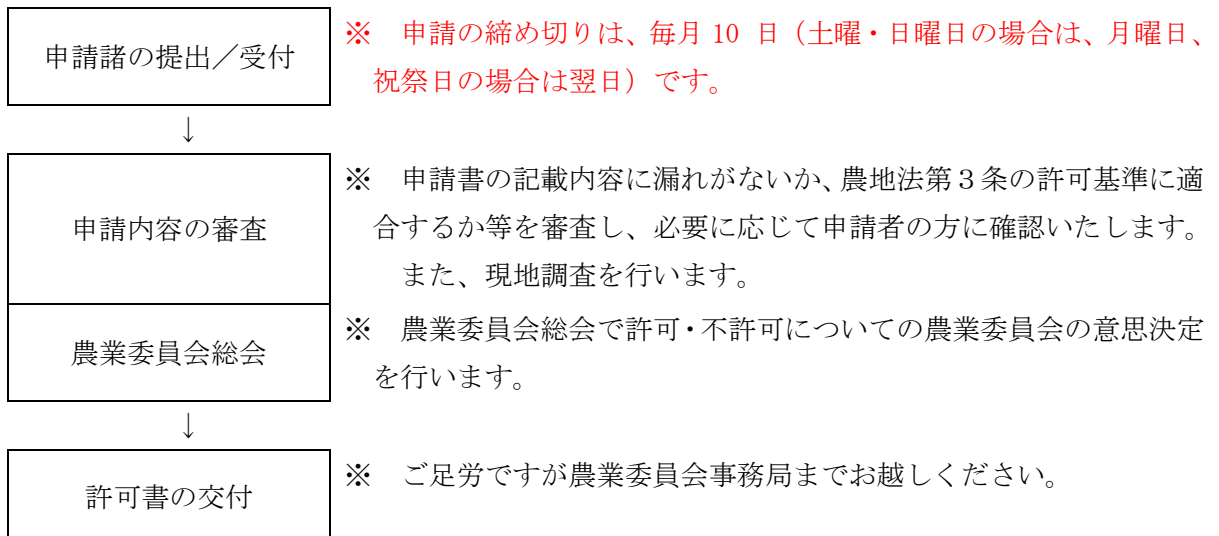 申請諸の提出／受付
※　申請の締め切りは、毎月 10 日（土曜・日曜日の場合は、月曜日、
祝祭日の場合は翌日）です。
↓
申請内容の審査
※　申請書の記載内容に漏れがないか、農地法第３条の許可基準に適
合するか等を審査し、必要に応じて申請者の方に確認いたします。
また、現地調査を行います。
農業委員会総会
※　農業委員会総会で許可・不許可についての農業委員会の意思決定
を行います。
↓
許可書の交付
※　ご足労ですが農業委員会事務局までお越しください。